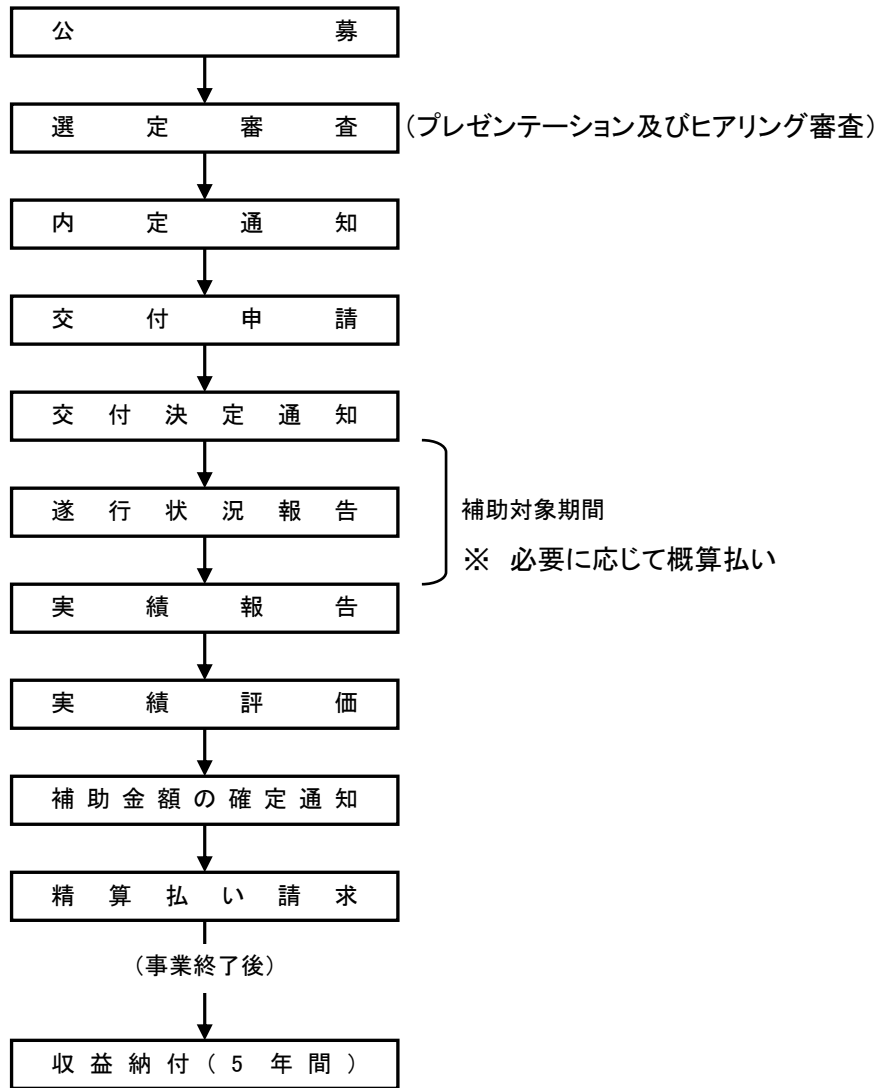 公募
選定審査（プレゼンテーション及びヒアリング審査）
内定通知
交付申請
交付決定通知
遂行状況報告
補助対象期間
※　必要に応じて概算払い
実績報告
実績評価
補助金額の確定通知
精算払い請求
（事業終了後）
収益納付（5 年間）